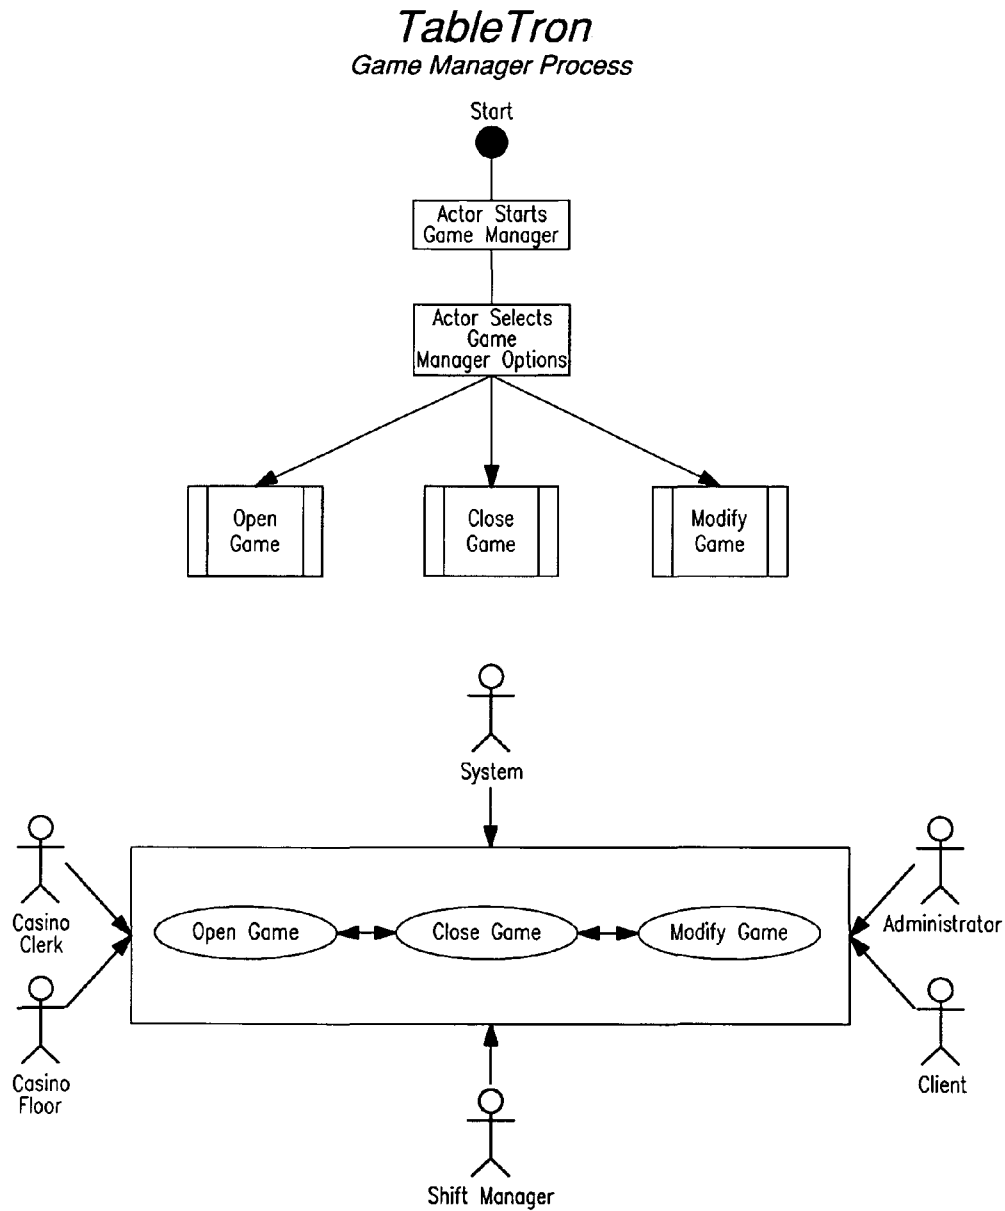 TableTron
Game Manager Process
Start
Actor Starts
Game Manager
Actor Selects
Game
Manager Options
Open
Game
Close
Game
Modify
Game
System
Casino
Clerk
Open Game
Close Game
Modify Game
Administrator
Casino
Floor
Client
Shift Manager